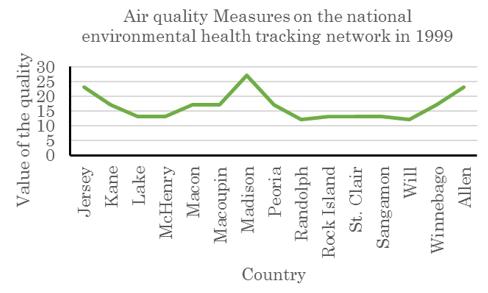 Air quality Measures on the national
environmental health tracking network in 1999
Value of the quality
30
25
20
15
10
5
0
Jersey
Kane
Lake
McHenry
Macon
Macoupin
Madison
Peoria
Randolph
Rock Island
St. Clair
Sangamon
Will
Winnebago
Allen
Country